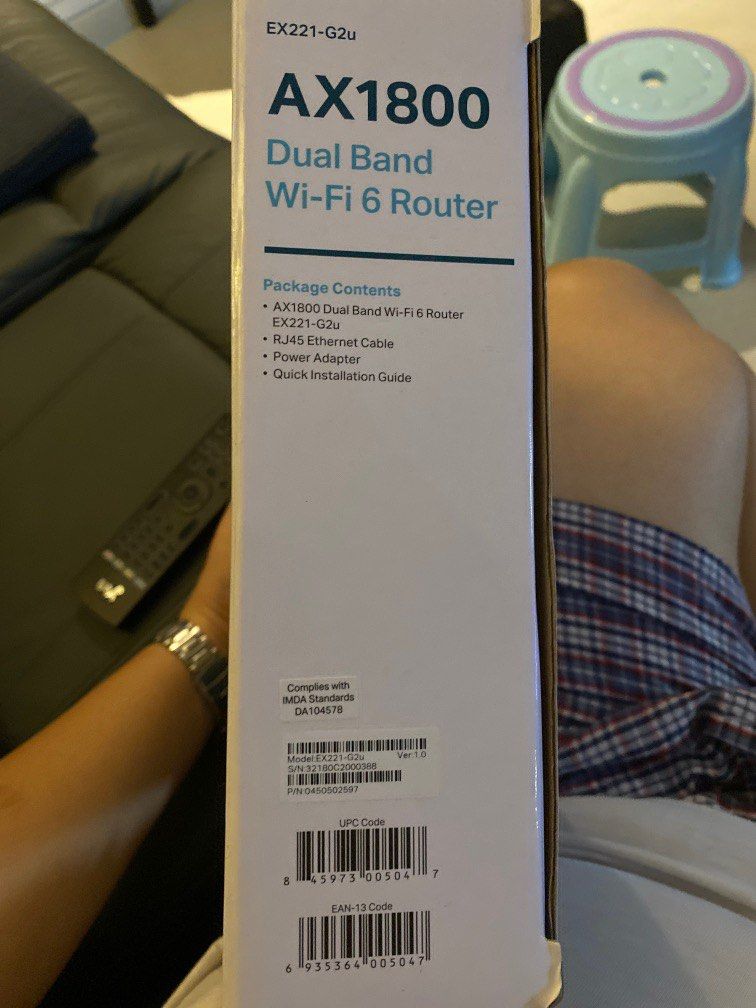 EX221-G2u
AX1800
Dual Band
Wi-Fi 6 Router
Package Contents
• AX1800 Dual Band Wi-Fi 6 Router
EX221-G2u
• RJ45 Ethernet Cable
• Power Adapter
• Quick Installation Guide
Complies with
IMDA Standards
DA104578
Model:EX221-G2u Ver:1.0
S/N:32180C2000388
P/N:0450502597
UPC Code
8 45973 00504 7
EAN-13 Code
6 935364 005047